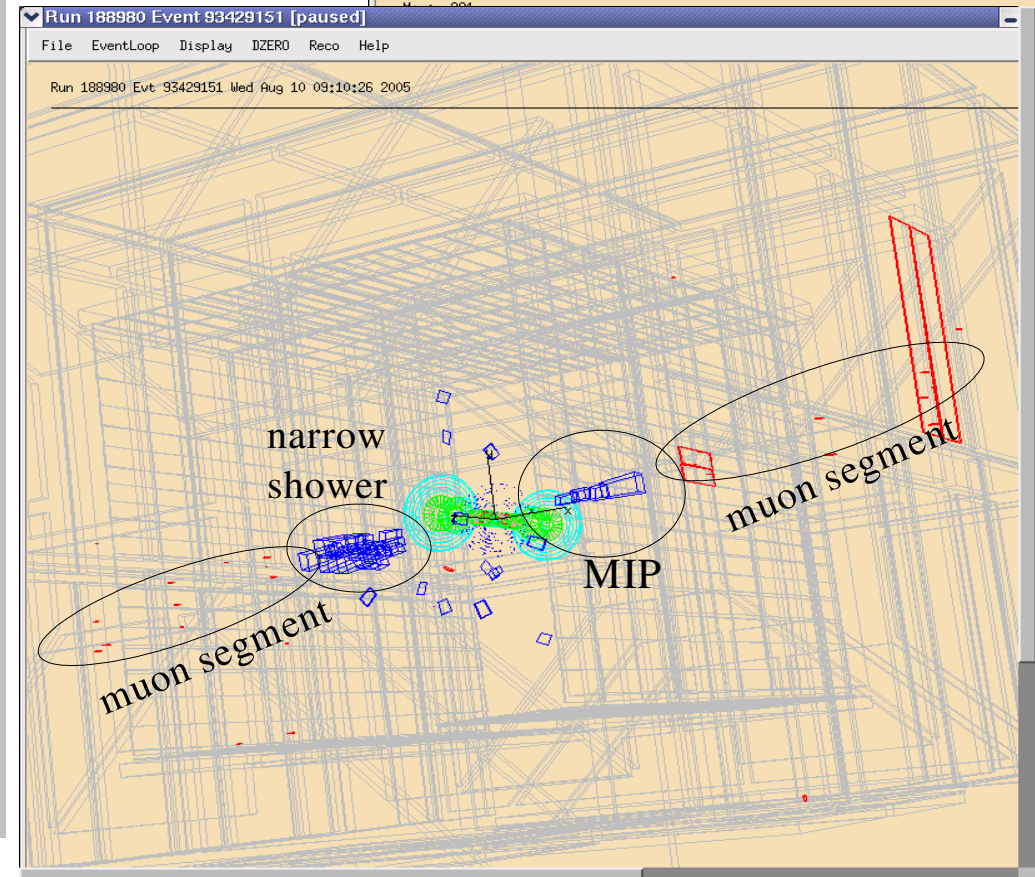 Run 188980 Event 93429151 [paused]
File EventLoop Display DZERO Reco Help
Run 188980 Evt 93429151 Wed Aug 10 09:10:26 2005
narrow
shower
muon segment
MIP
muon segment